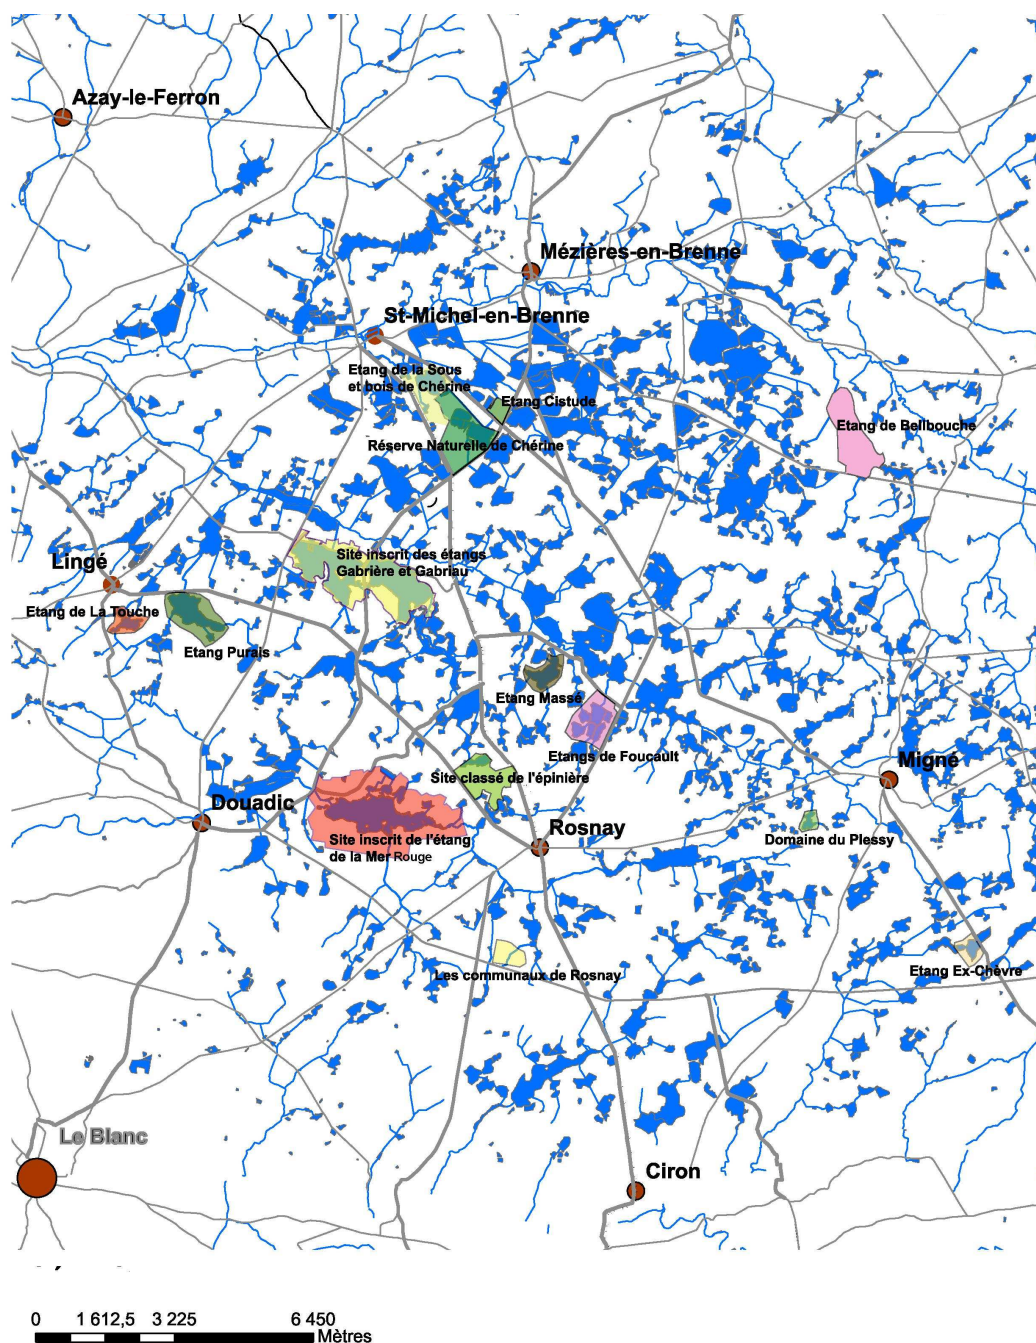 Azay-le-Ferron
Mézières-en-Brenne
St-Michel-en-Brenne
Etang de la Sous
et bois de Chérine
Etang Cistude
Etang de Bellbouche
Réserve Naturelle de Chérine
Site inscrit des étangs
Gabrière et Gabriau
Lingé
Etang de La Touche
Etang Purais
Etang Massé
Etangs de Foucault
Site classé de l'épinière
Migné
Douadic
Rosnay
Domaine du Plessy
Site inscrit de l'étang
de la Mer Rouge
Les communaux de Rosnay
Etang Ex-Chèvre
Le Blanc
Ciron
0 1 612,5 3 225 6 450
Mètres